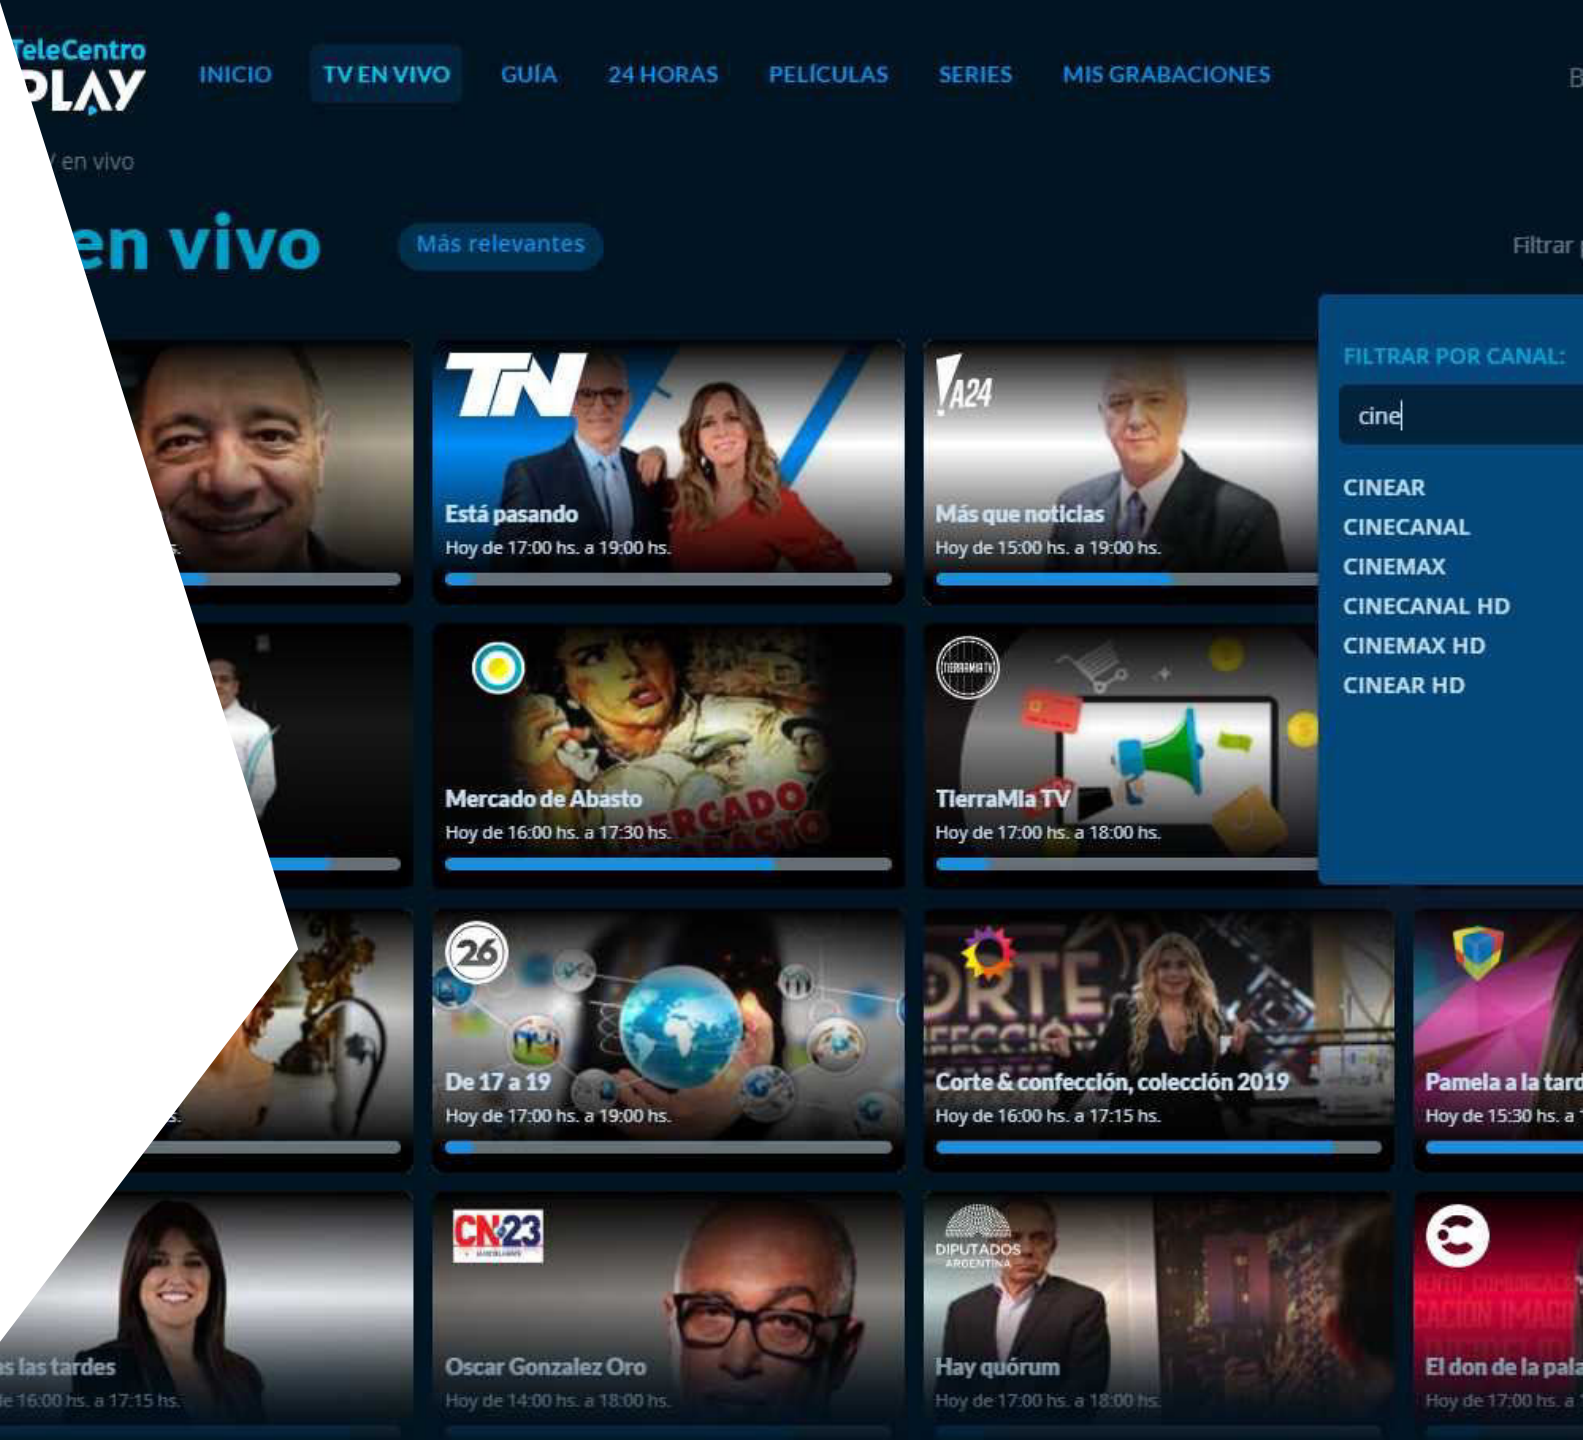 TeleCentro
PLAY
INICIO
TV EN VIVO
GUÍA
24 HORAS
PELÍCULAS
SERIES
MIS GRABACIONES
B
/ en vivo
en vivo
Más relevantes
Filtrar
FILTRAR POR CANAL:
cine
CINEAR
CINECANAL
CINEMAX
CINECANAL HD
CINEMAX HD
CINEAR HD
s.
TN
Está pasando
Hoy de 17:00 hs. a 19:00 hs.
A24
Más que noticias
Hoy de 15:00 hs. a 19:00 hs.
Mercado de Abasto
Hoy de 16:00 hs. a 17:30 hs.
MERCADO
TIERRAMIA TV
TierraMia TV
Hoy de 17:00 hs. a 18:00 hs.
s.
26
De 17 a 19
Hoy de 17:00 hs. a 19:00 hs.
Corte & confección, colección 2019
Hoy de 16:00 hs. a 17:15 hs.
Pamela a la tard
Hoy de 15:30 hs. a
as las tardes
de 16:00 hs. a 17:15 hs.
CN23
Oscar Gonzalez Oro
Hoy de 14:00 hs. a 18:00 hs.
DIPUTADOS
ARGENTINA
Hay quórum
Hoy de 17:00 hs. a 18:00 hs.
El don de la pala
Hoy de 17:00 hs. a